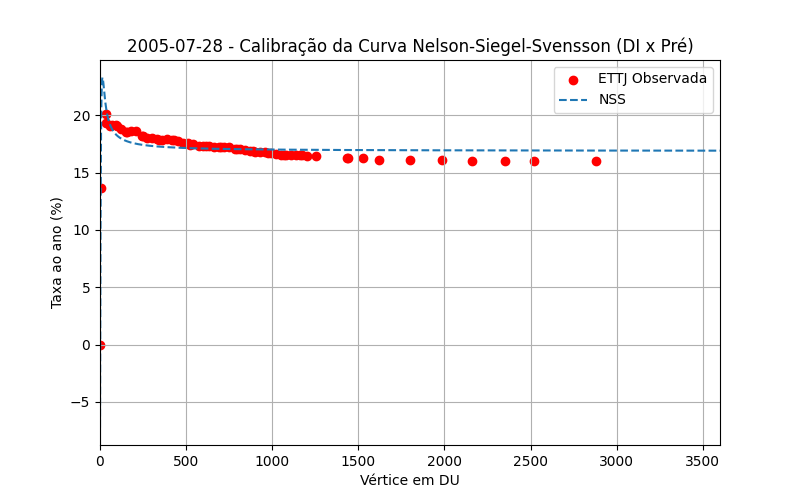 2005-07-28 - Calibração da Curva Nelson-Siegel-Svensson (DI x Pré)
ETTJ Observada
NSS
Taxa ao ano (%)
20
15
10
5
0
−5
0 500 1000 1500 2000 2500 3000 3500
Vértice em DU